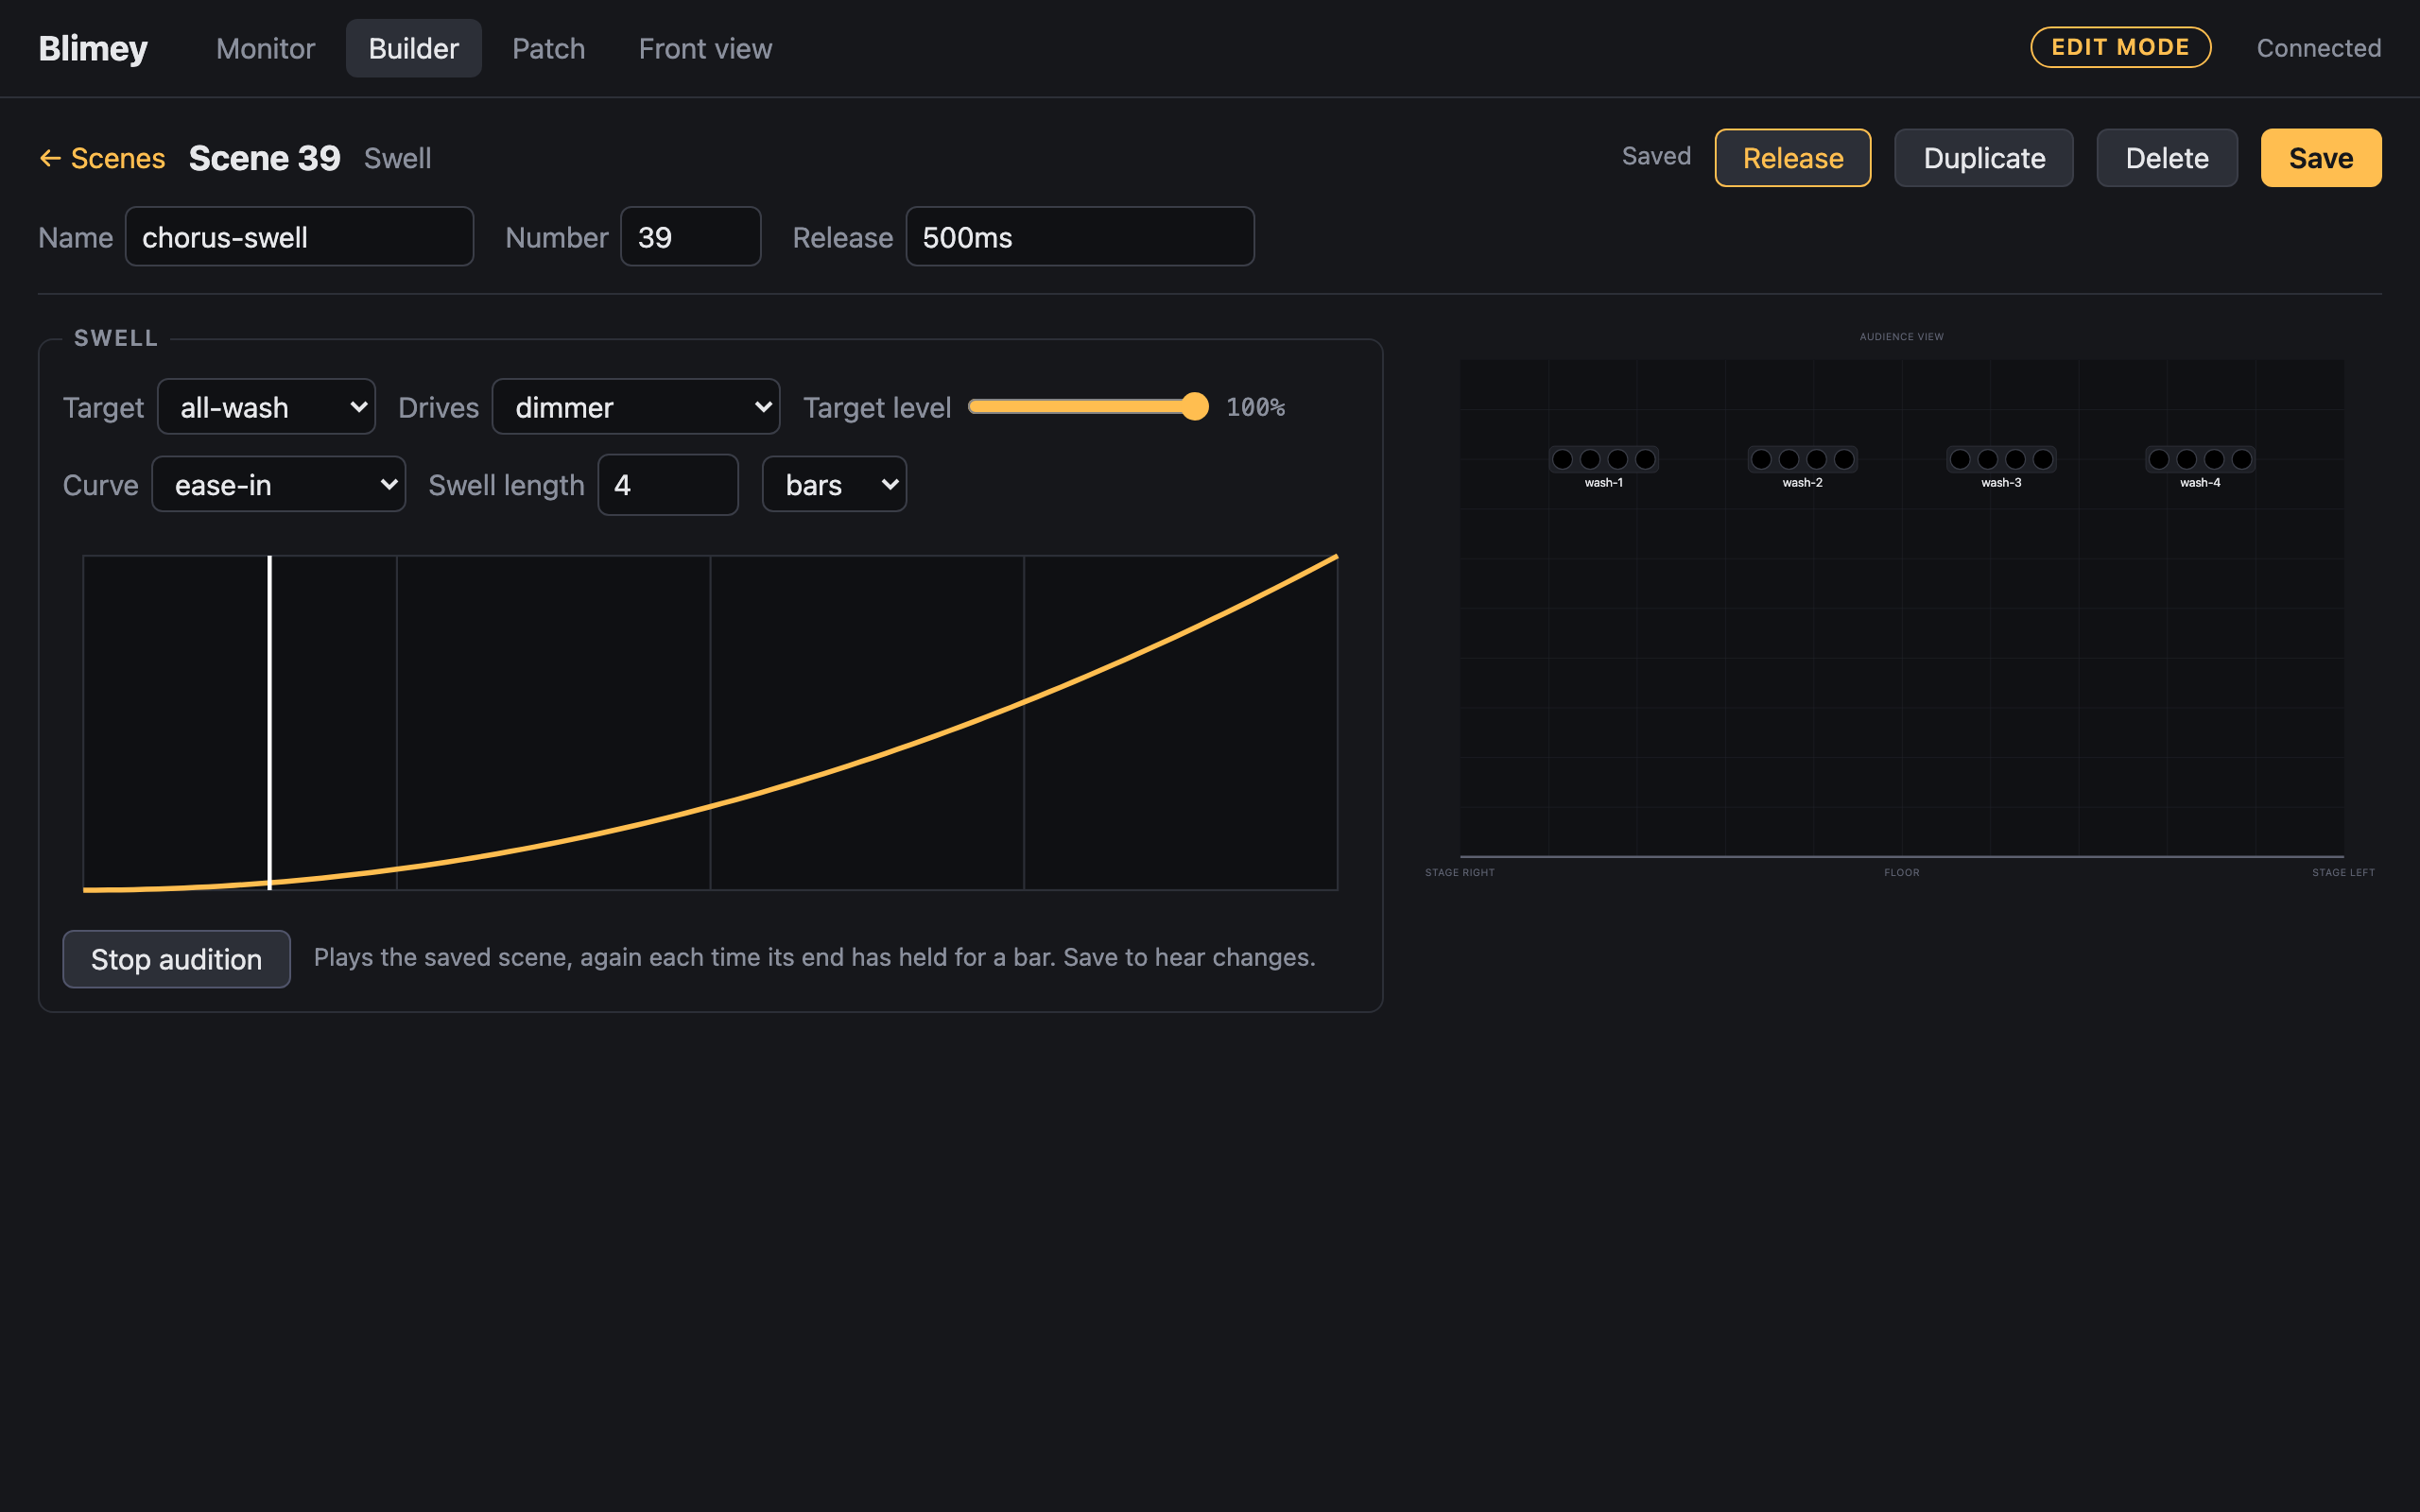 Blimey Monitor Builder Patch Front view EDIT MODE Connected
← Scenes Scene 39 Swell Saved Release Duplicate Delete Save
Name chorus-swell Number 39 Release 500ms
SWELL
Target all-wash Drives dimmer Target level 100%
Curve ease-in Swell length 4 bars
Stop audition Plays the saved scene, again each time its end has held for a bar. Save to hear changes.
AUDIENCE VIEW
wash-1 wash-2 wash-3 wash-4
STAGE RIGHT FLOOR STAGE LEFT